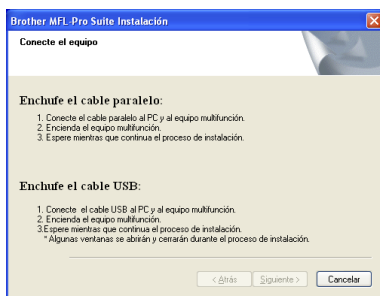 Brother MFL-Pro Suite Instalación
Conecte el equipo
Enchufe el cable paralelo:
1. Conecte el cable paralelo al PC y al equipo multifunción.
2. Encienda el equipo multifunción.
3. Espere mientras que continua el proceso de instalación.
Enchufe el cable USB:
1. Conecte el cable USB al PC y al equipo multifunción.
2. Encienda el equipo multifunción.
3.Espere mientras que continua el proceso de instalación.
* Algunas ventanas se abrirán y cerrarán durante el proceso de instalación.
< Atrás Siguiente > Cancelar